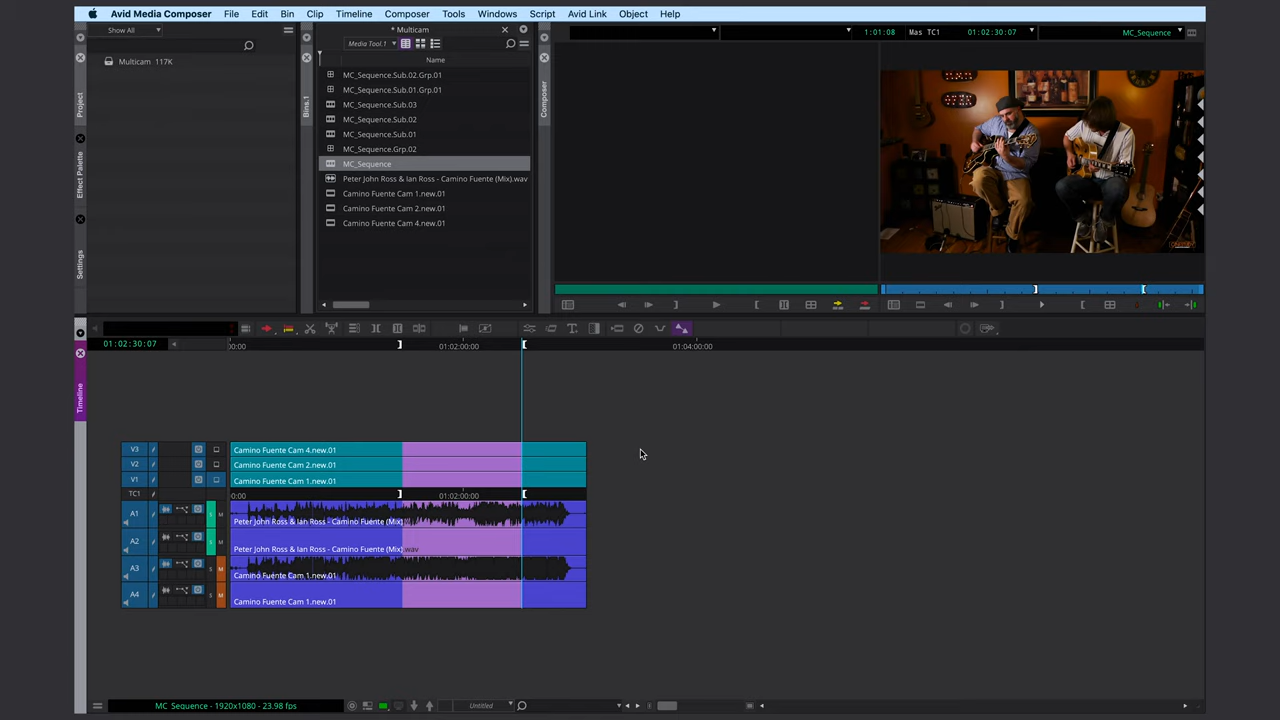 Avid Media Composer File Edit Bin Clip Timeline Composer Tools Windows Script Avid Link Object Help
Show All
* Multicam
1:01:08 Mas TC1 01:02:30:07 MC_Sequence
Media Tool.1
Name
Multicam 117K
MC_Sequence.Sub.02.Grp.01
MC_Sequence.Sub.01.Grp.01
MC_Sequence.Sub.03
MC_Sequence.Sub.02
MC_Sequence.Sub.01
MC_Sequence.Grp.02
MC_Sequence
Peter John Ross & Ian Ross - Camino Fuente (Mix).wav
Camino Fuente Cam 1.new.01
Camino Fuente Cam 2.new.01
Camino Fuente Cam 4.new.01
Project
Effect Palette
Settings
Bins.1
Composer
Timeline
01:02:30:07
00:00 01:02:00:00 01:04:00:00
V3 Camino Fuente Cam 4.new.01
V2 Camino Fuente Cam 2.new.01
V1 Camino Fuente Cam 1.new.01
TC1 0:00 01:02:00:00
A1 S M Peter John Ross & Ian Ross - Camino Fuente (Mix)
A2 S M Peter John Ross & Ian Ross - Camino Fuente (Mix).wav
A3 S M Camino Fuente Cam 1.new.01
A4 S M Camino Fuente Cam 1.new.01
MC_Sequence - 1920x1080 - 23.98 fps
Untitled